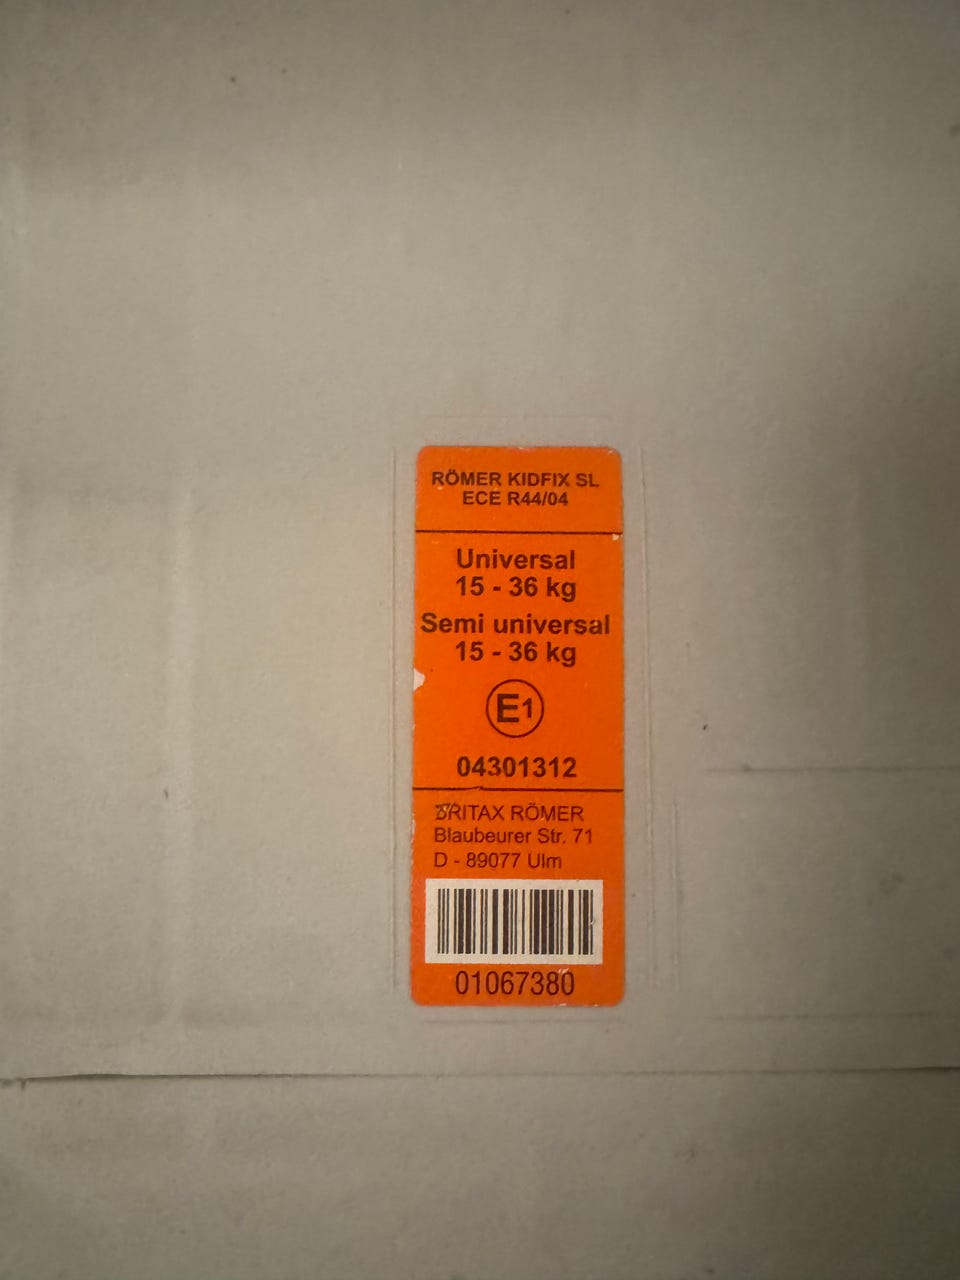 RÖMER KIDFIX SL
ECE R44/04
Universal
15 - 36 kg
Semi universal
15 - 36 kg
E1
04301312
BRITAX RÖMER
Blaubeurer Str. 71
D - 89077 Ulm
01067380